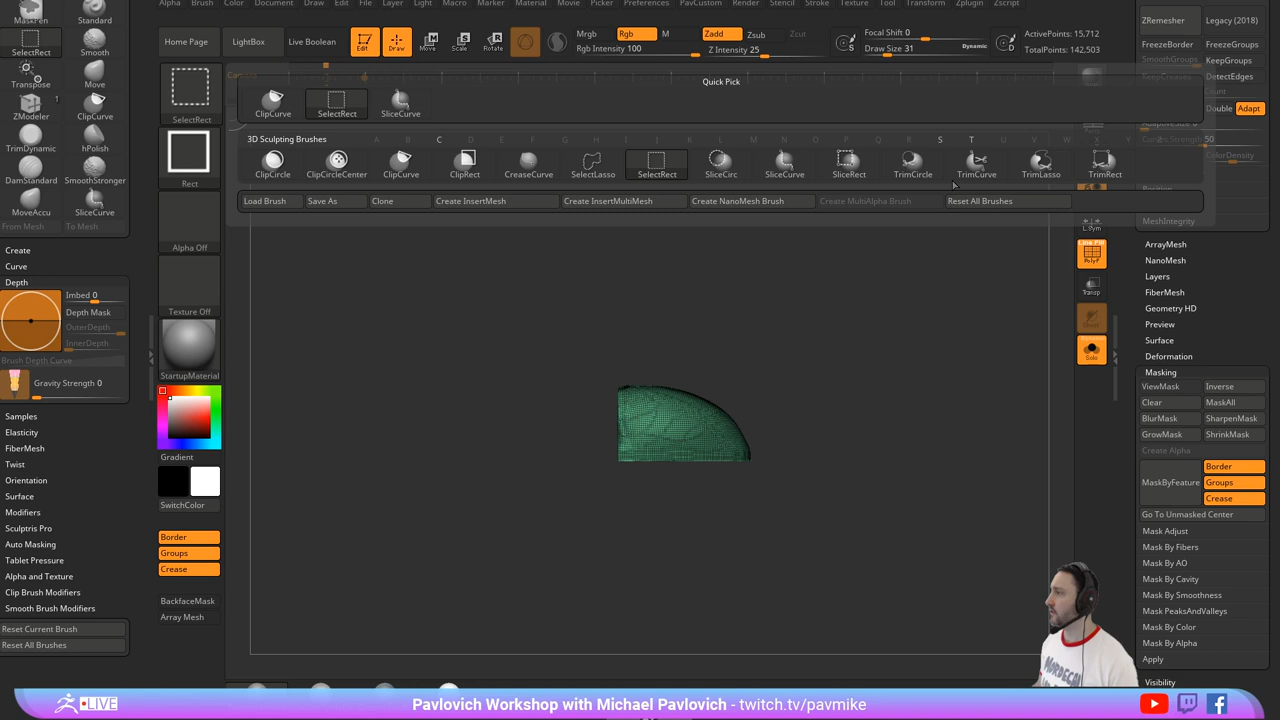 Alpha Brush Color Document Draw Edit File Layer Light Macro Marker Material Movie Picker Preferences PavCustom Render Stencil Stroke Texture Tool Transform Zplugin Zscript
MaskPen Standard
SelectRect Smooth
Transpose Move
1
ZModeler ClipCurve
TrimDynamic hPolish
DamStandard SmoothStronger
MoveAccu SliceCurve
From Mesh To Mesh
Create
Curve
Depth
Imbed 0
Depth Mask
OuterDepth
InnerDepth
Brush Depth Curve
Gravity Strength 0
Samples
Elasticity
FiberMesh
Twist
Orientation
Surface
Modifiers
Sculptris Pro
Auto Masking
Tablet Pressure
Alpha and Texture
Clip Brush Modifiers
Smooth Brush Modifiers
Reset Current Brush
Reset All Brushes
Home Page LightBox Live Boolean
Edit Draw Move Scale Rotate
Mrgb Rgb M
Rgb Intensity 100
Zadd Zsub Zcut
Z Intensity 25
S
Focal Shift 0
Draw Size 31 Dynamic
D
ActivePoints: 15,712
TotalPoints: 142,503
SelectRect
Rect
Alpha Off
Texture Off
StartupMaterial
Gradient
SwitchColor
Border
Groups
Crease
BackfaceMask
Array Mesh
Quick Pick
ClipCurve SelectRect SliceCurve
3D Sculpting Brushes
ClipCircle ClipCircleCenter ClipCurve ClipRect CreaseCurve SelectLasso SelectRect SliceCirc SliceCurve SliceRect TrimCircle TrimCurve TrimLasso TrimRect
Load Brush Save As Clone Create InsertMesh Create InsertMultiMesh Create NanoMesh Brush Create MultiAlpha Brush Reset All Brushes
L.Sym
Line Fill
PolyF
Transp
Dynamic
Solo
ZRemesher Legacy (2018)
FreezeBorder FreezeGroups
SmoothGroups KeepGroups
KeepCreases DetectEdges
Count
Double Adapt
50
ColorDensity
MeshIntegrity
ArrayMesh
NanoMesh
Layers
FiberMesh
Geometry HD
Preview
Surface
Deformation
Masking
ViewMask Inverse
Clear MaskAll
BlurMask SharpenMask
GrowMask ShrinkMask
Create Alpha
MaskByFeature
Border
Groups
Crease
Go To Unmasked Center
Mask Adjust
Mask By Fibers
Mask By AO
Mask By Cavity
Mask By Smoothness
Mask PeaksAndValleys
Mask By Color
Mask By Alpha
Apply
Visibility
LIVE
Pavlovich Workshop with Michael Pavlovich - twitch.tv/pavmike